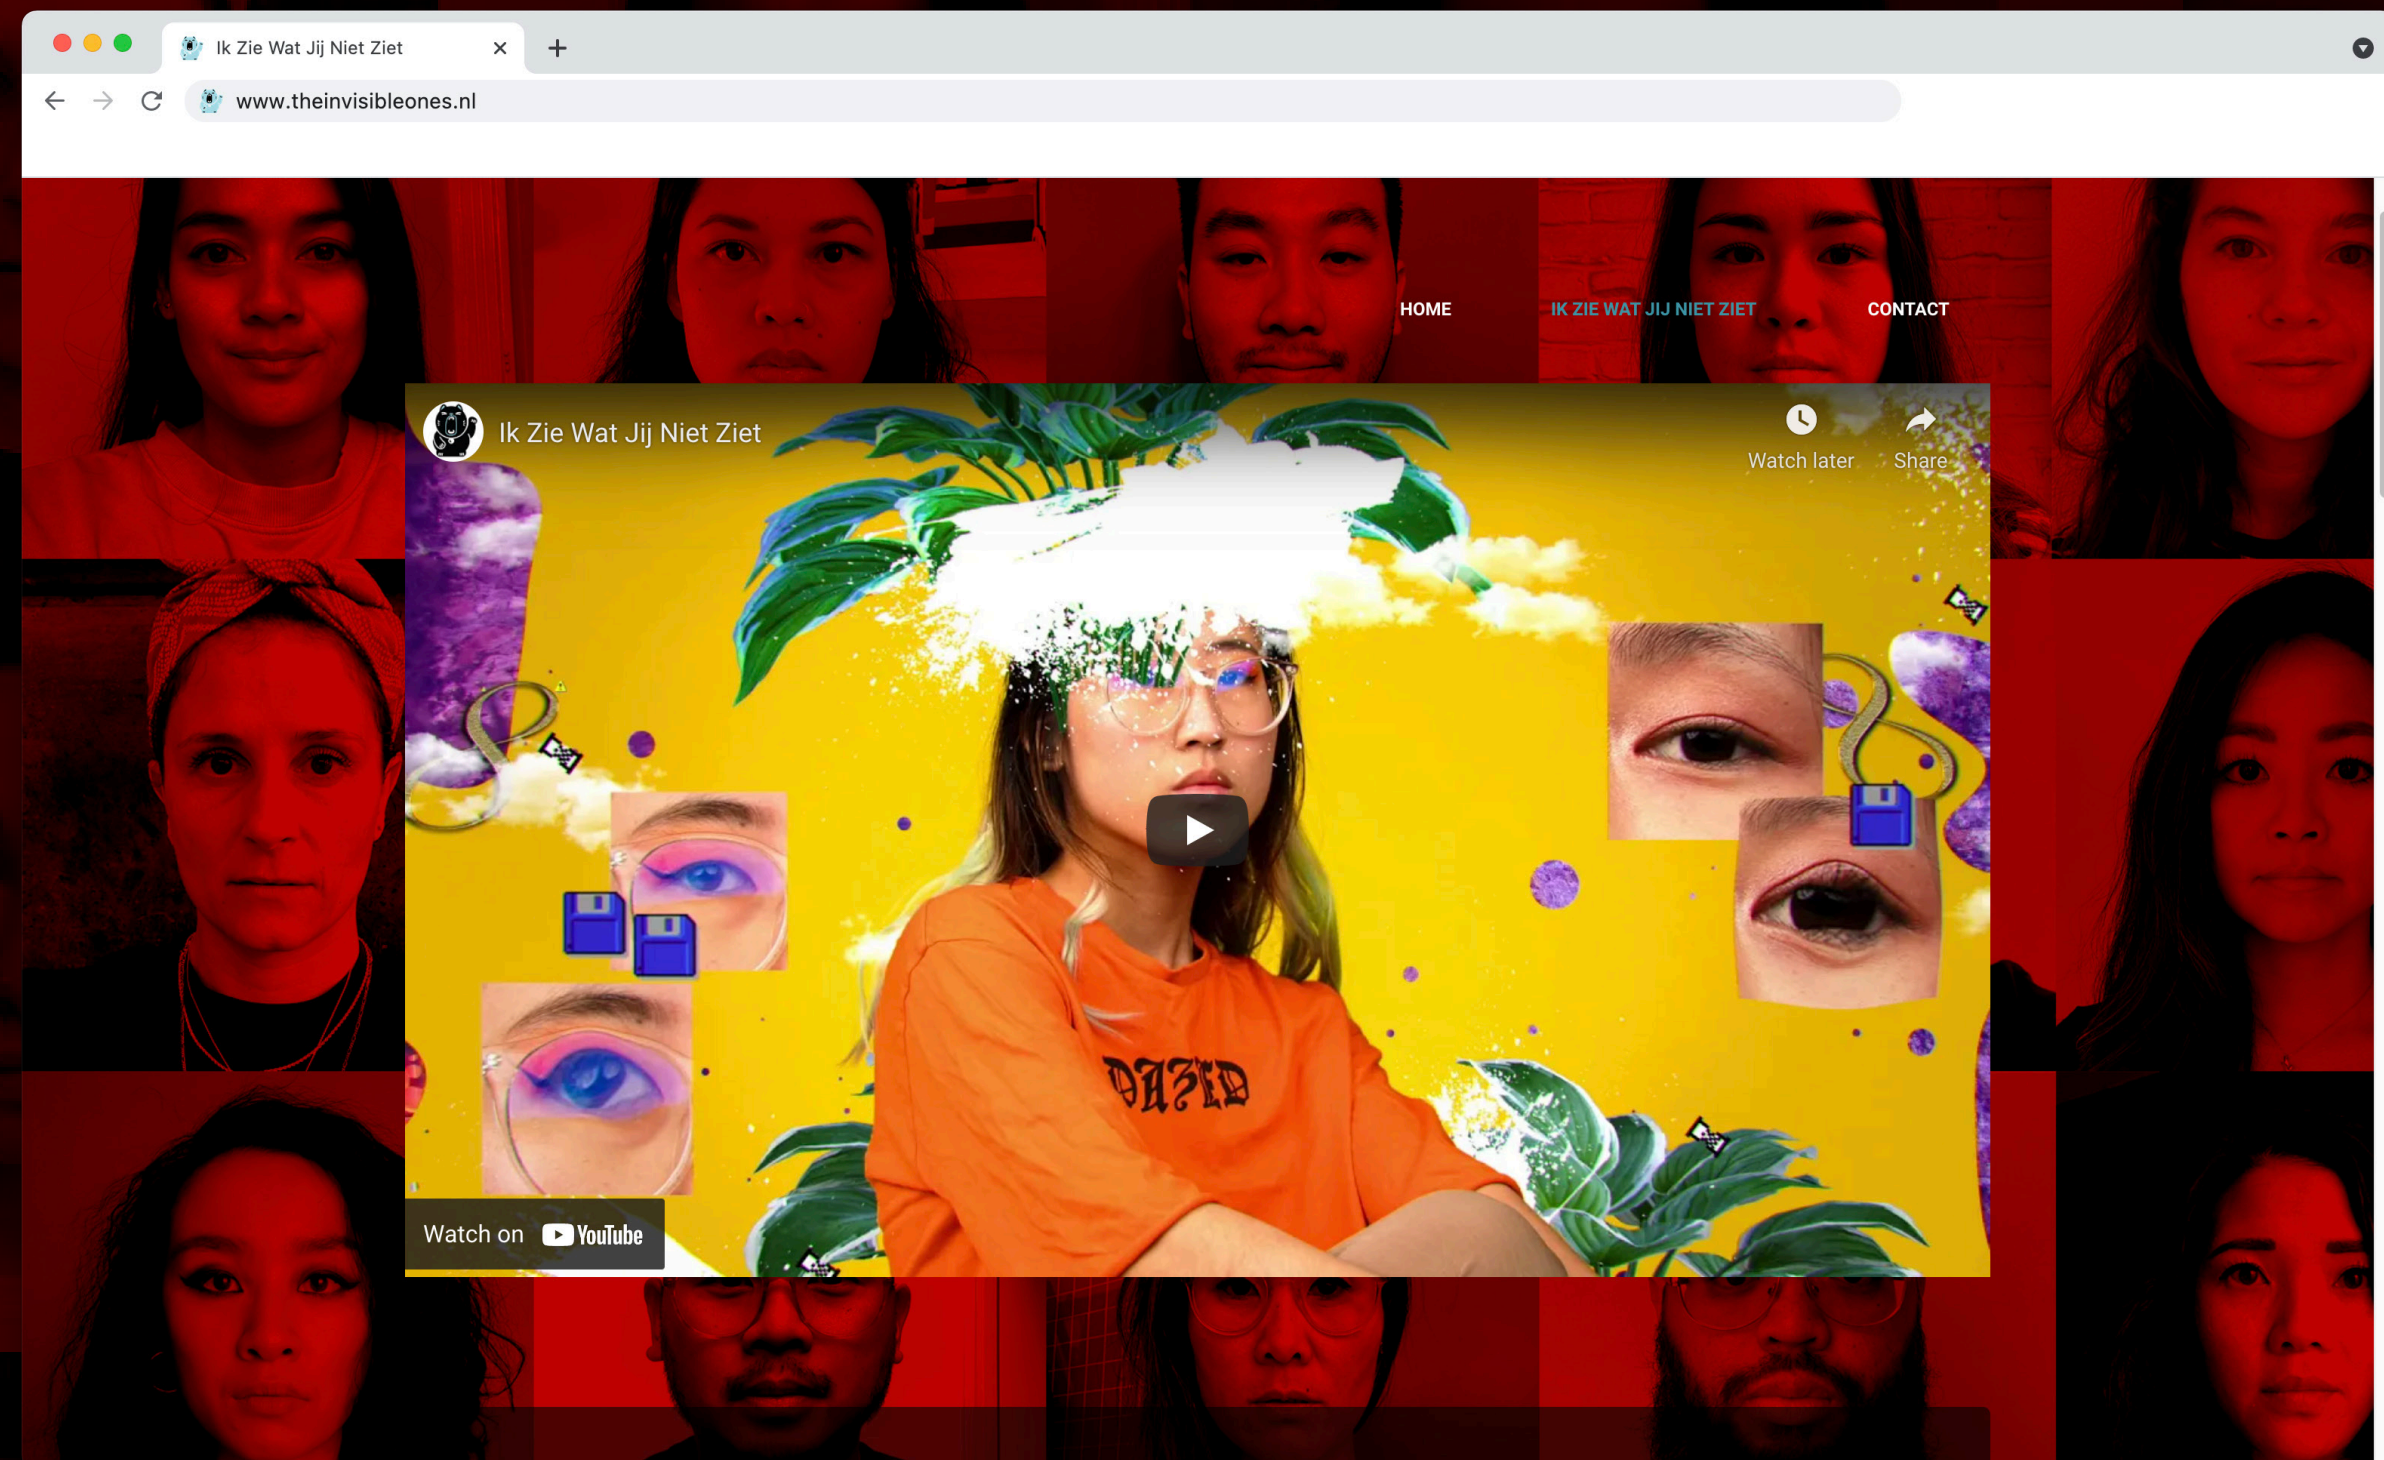 Ik Zie Wat Jij Niet Ziet
www.theinvisibleones.nl
HOME IK ZIE WAT JIJ NIET ZIET CONTACT
Ik Zie Wat Jij Niet Ziet
Watch later Share
DAZED
Watch on YouTube